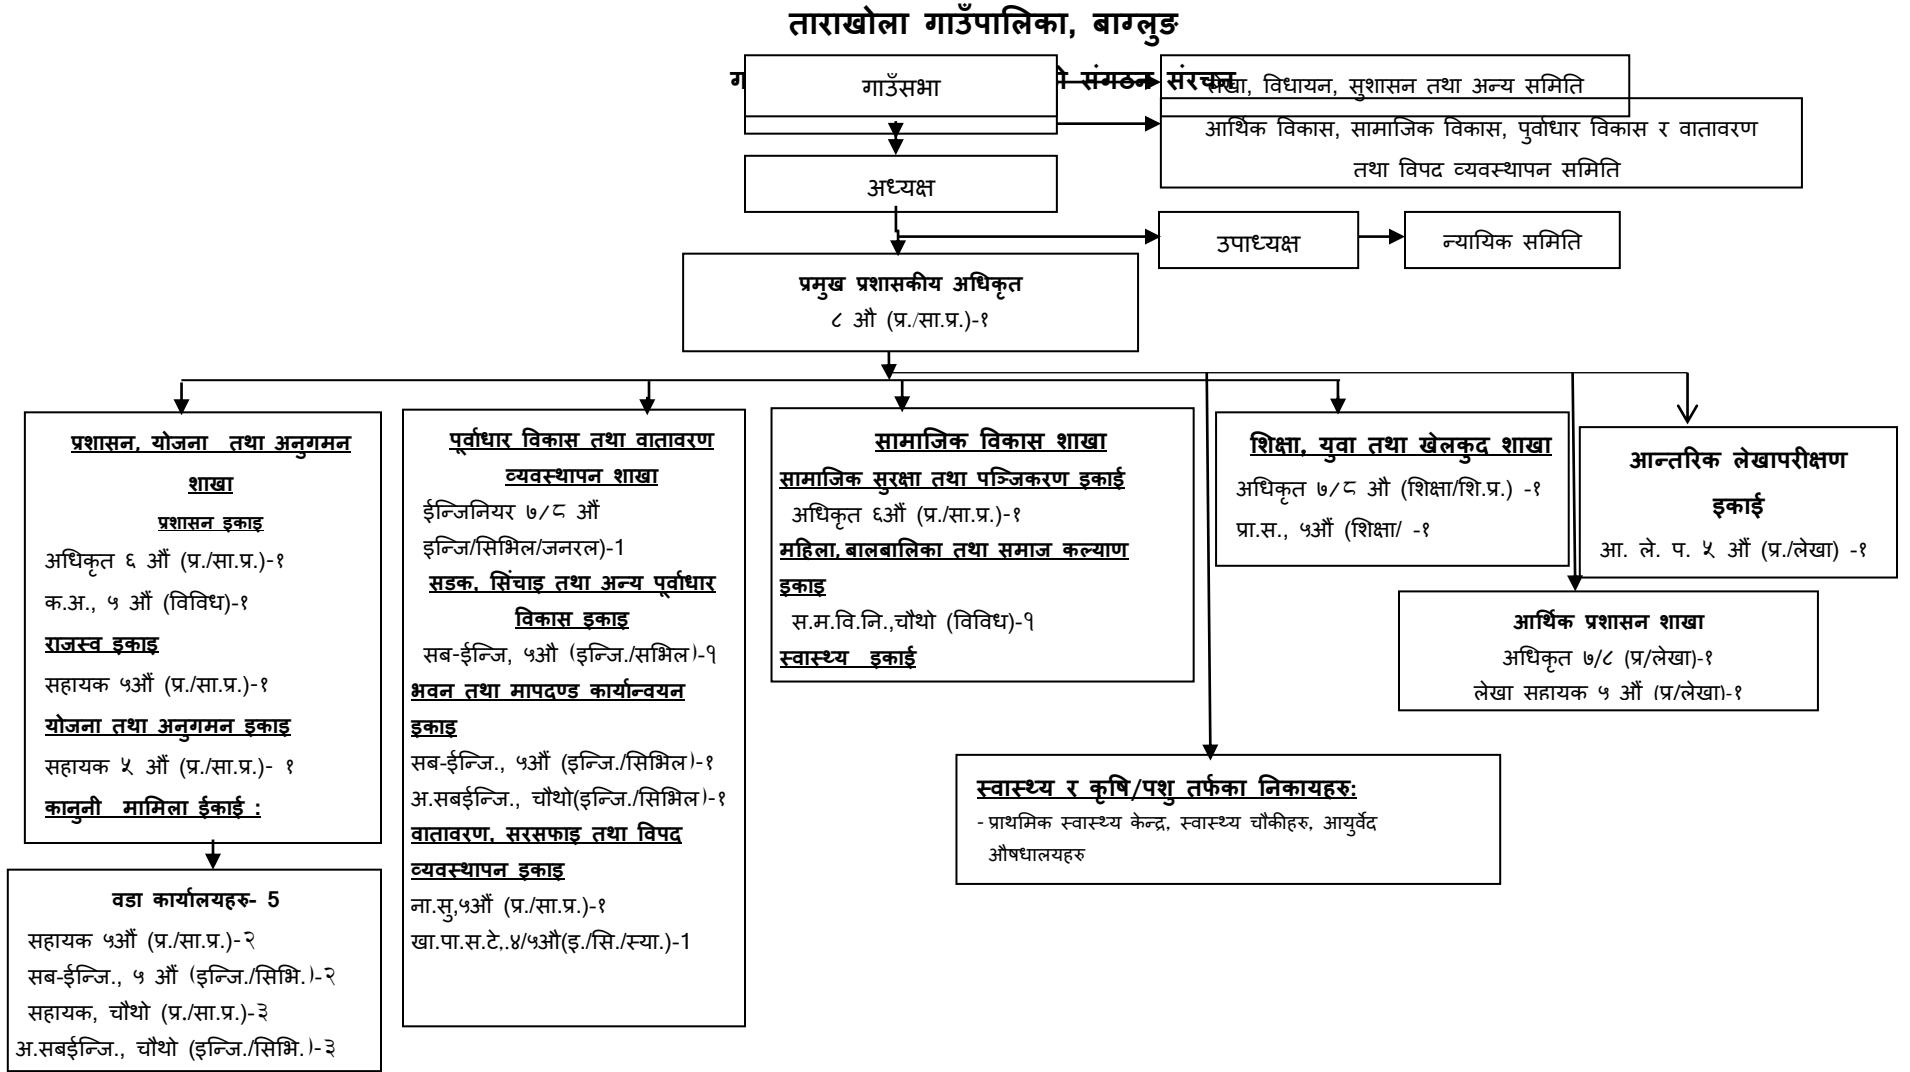 ताराखोला गाउँपालिका, बाग्लुङ
संगठन संरचना
गाउँसभा
लेखा, विधायन, सुशासन तथा अन्य समिति
आर्थिक विकास, सामाजिक विकास, पुर्वाधार विकास र वातावरण
तथा विपद व्यवस्थापन समिति
अध्यक्ष
उपाध्यक्ष
न्यायिक समिति
प्रमुख प्रशासकीय अधिकृत
८ औ (प्र./सा.प्र.)-१
प्रशासन, योजना तथा अनुगमन
शाखा
प्रशासन इकाइ
अधिकृत ६ औं (प्र./सा.प्र.)-१
क.अ., ५ औं (विविध)-१
राजस्व इकाइ
सहायक ५औं (प्र./सा.प्र.)-१
योजना तथा अनुगमन इकाइ
सहायक ५ औं (प्र./सा.प्र.)- १
कानुनी मामिला ईकाई :
वडा कार्यालयहरु- 5
सहायक ५औं (प्र./सा.प्र.)-२
सब-ईन्जि., ५ औं (इन्जि./सिभि.)-२
सहायक, चौथो (प्र./सा.प्र.)-३
अ.सबईन्जि., चौथो (इन्जि./सिभि.)-३
पूर्वाधार विकास तथा वातावरण
व्यवस्थापन शाखा
ईन्जिनियर ७/८ औं
इन्जि/सिभिल/जनरल)-1
सडक, सिंचाइ तथा अन्य पूर्वाधार
विकास इकाइ
सब-ईन्जि, ५औ (इन्जि./सभिल)-१
भवन तथा मापदण्ड कार्यान्वयन
इकाइ
सब-ईन्जि., ५औं (इन्जि./सिभिल)-१
अ.सबईन्जि., चौथो(इन्जि./सिभिल)-१
वातावरण, सरसफाइ तथा विपद
व्यवस्थापन इकाइ
ना.सु,५औं (प्र./सा.प्र.)-१
खा.पा.स.टे,.४/५औ(इ./सि./स्या.)-1
सामाजिक विकास शाखा
सामाजिक सुरक्षा तथा पञ्जिकरण इकाई
अधिकृत ६औं (प्र./सा.प्र.)-१
महिला,बालबालिका तथा समाज कल्याण
इकाइ
स.म.वि.नि.,चौथो (विविध)-१
स्वास्थ्य इकाई
शिक्षा, युवा तथा खेलकुद शाखा
अधिकृत ७/८ औ (शिक्षा/शि.प्र.) -१
प्रा.स., ५औं (शिक्षा/ -१
आन्तरिक लेखापरीक्षण
इकाई
आ. ले. प. ५ औं (प्र./लेखा) -१
आर्थिक प्रशासन शाखा
अधिकृत ७/८ (प्र/लेखा)-१
लेखा सहायक ५ औं (प्र/लेखा)-१
स्वास्थ्य र कृषि/पशु तर्फका निकायहरु:
- प्राथमिक स्वास्थ्य केन्द्र, स्वास्थ्य चौकीहरु, आयुर्वेद
औषधालयहरु